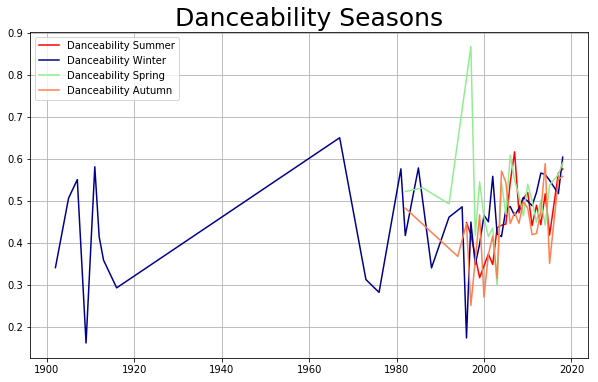 Danceability Seasons
Danceability Summer
Danceability Winter
Danceability Spring
Danceability Autumn
0.9
0.8
0.7
0.6
0.5
0.4
0.3
0.2
1900 1920 1940 1960 1980 2000 2020